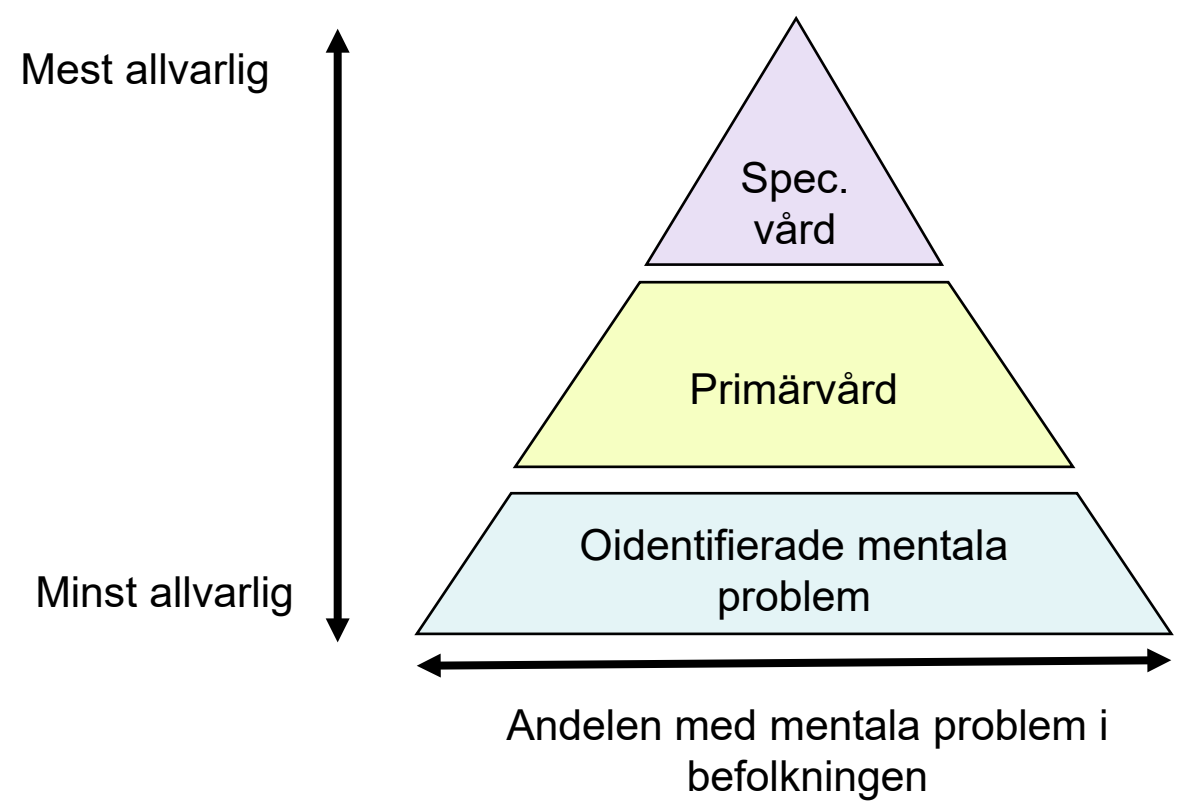 Mest allvarlig
Spec.
vård
Primärvård
Oidentifierade mentala
problem
Minst allvarlig
Andelen med mentala problem i
befolkningen